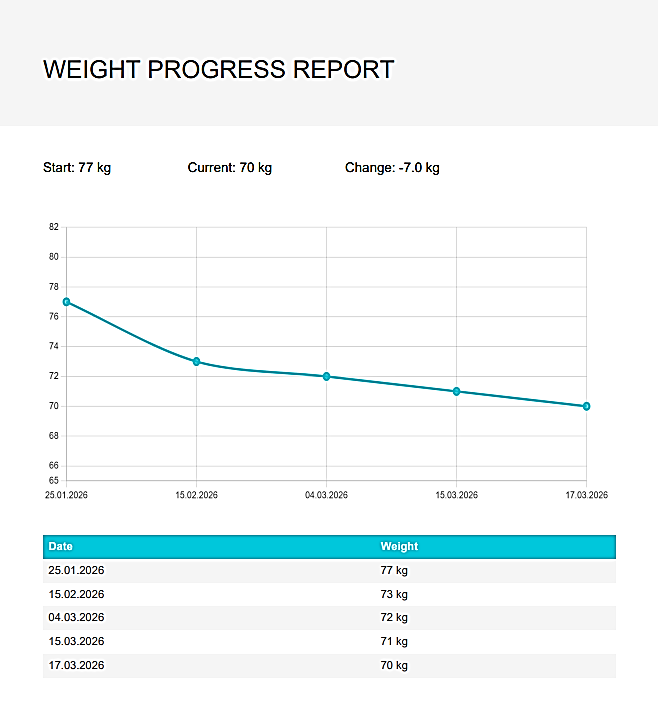 WEIGHT PROGRESS REPORT
Start: 77 kg Current: 70 kg Change: -7.0 kg
82
80
78
76
74
72
70
68
66
65
25.01.2026 15.02.2026 04.03.2026 15.03.2026 17.03.2026
Date Weight
25.01.2026 77 kg
15.02.2026 73 kg
04.03.2026 72 kg
15.03.2026 71 kg
17.03.2026 70 kg